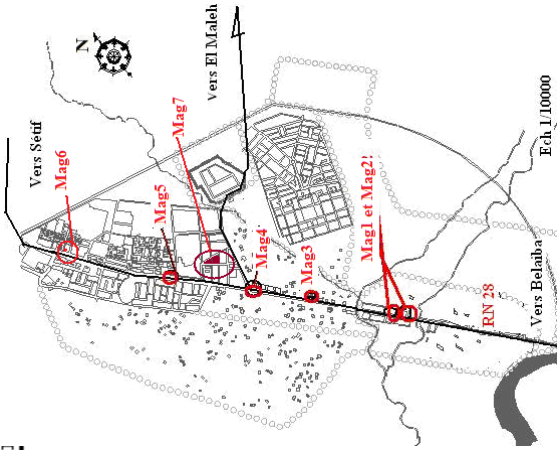 N
Vers Sétif
Vers El Maleh
Mag6
Mag7
Mag5
Mag4
Mag3
Mag1 et Mag2!
RN 28
Vers Belaiba
Ech 1/10000